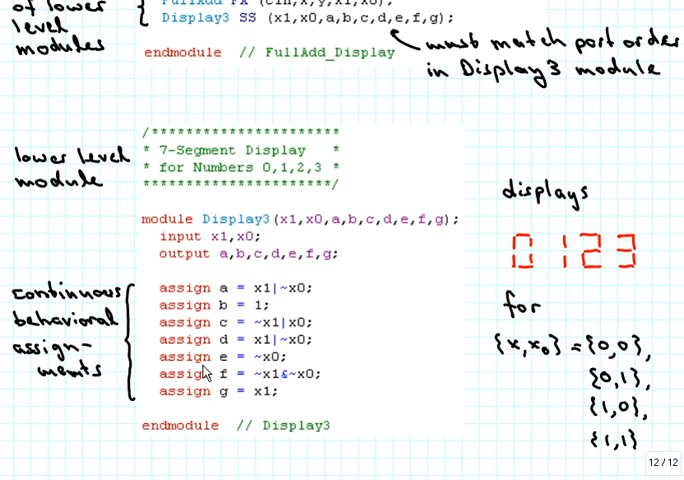 of lower
level
modules
FullAdd FA (cin,x,y,x1,x0);
Display3 SS (x1,x0,a,b,c,d,e,f,g);
endmodule // FullAdd_Display
must match port order
in Display3 module
lower level
module
/**********************
* 7-Segment Display *
* for Numbers 0,1,2,3 *
**********************/
module Display3(x1,x0,a,b,c,d,e,f,g);
input x1,x0;
output a,b,c,d,e,f,g;
continuous
behavioral
assign-
ments
assign a = x1|~x0;
assign b = 1;
assign c = ~x1|x0;
assign d = x1|~x0;
assign e = ~x0;
assign f = ~x1&~x0;
assign g = x1;
endmodule // Display3
displays
0 1 2 3
for
{x,x0} = {0,0},
{0,1},
{1,0},
{1,1}
12 / 12